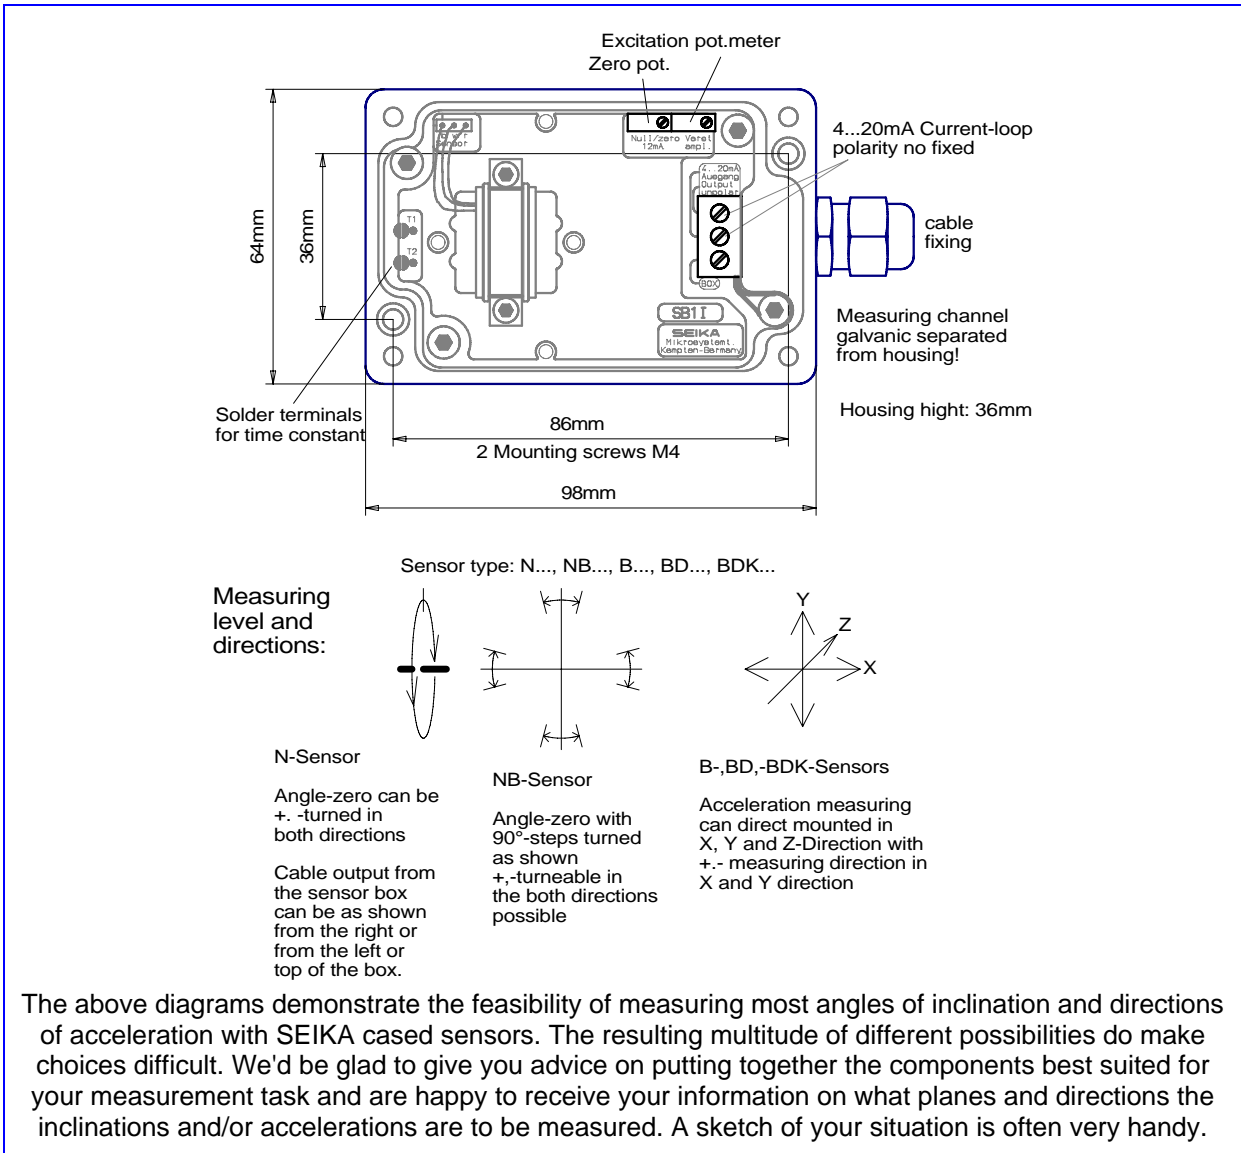 Excitation pot.meter
Zero pot.
4...20mA Current-loop
polarity no fixed
sensor
Null/zero
12mA
ampl.
4..20mA
Ausgang
Output
unpolar
T1
T2
64mm
36mm
cable
fixing
BOX
SB1I
SEIKA
Mikrosystemt.
Kempten-Germany
Measuring channel
galvanic separated
from housing!
Solder terminals
for time constant
Housing hight: 36mm
86mm
2 Mounting screws M4
98mm
Sensor type: N..., NB..., B..., BD..., BDK...
Measuring
level and
directions:
Y
Z
X
N-Sensor
Angle-zero can be
+. -turned in
both directions
Cable output from
the sensor box
can be as shown
from the right or
from the left or
top of the box.
NB-Sensor
Angle-zero with
90°-steps turned
as shown
+,-turneable in
the both directions
possible
B-,BD,-BDK-Sensors
Acceleration measuring
can direct mounted in
X, Y and Z-Direction with
+.- measuring direction in
X and Y direction
The above diagrams demonstrate the feasibility of measuring most angles of inclination and directions
of acceleration with SEIKA cased sensors. The resulting multitude of different possibilities do make
choices difficult. We'd be glad to give you advice on putting together the components best suited for
your measurement task and are happy to receive your information on what planes and directions the
inclinations and/or accelerations are to be measured. A sketch of your situation is often very handy.